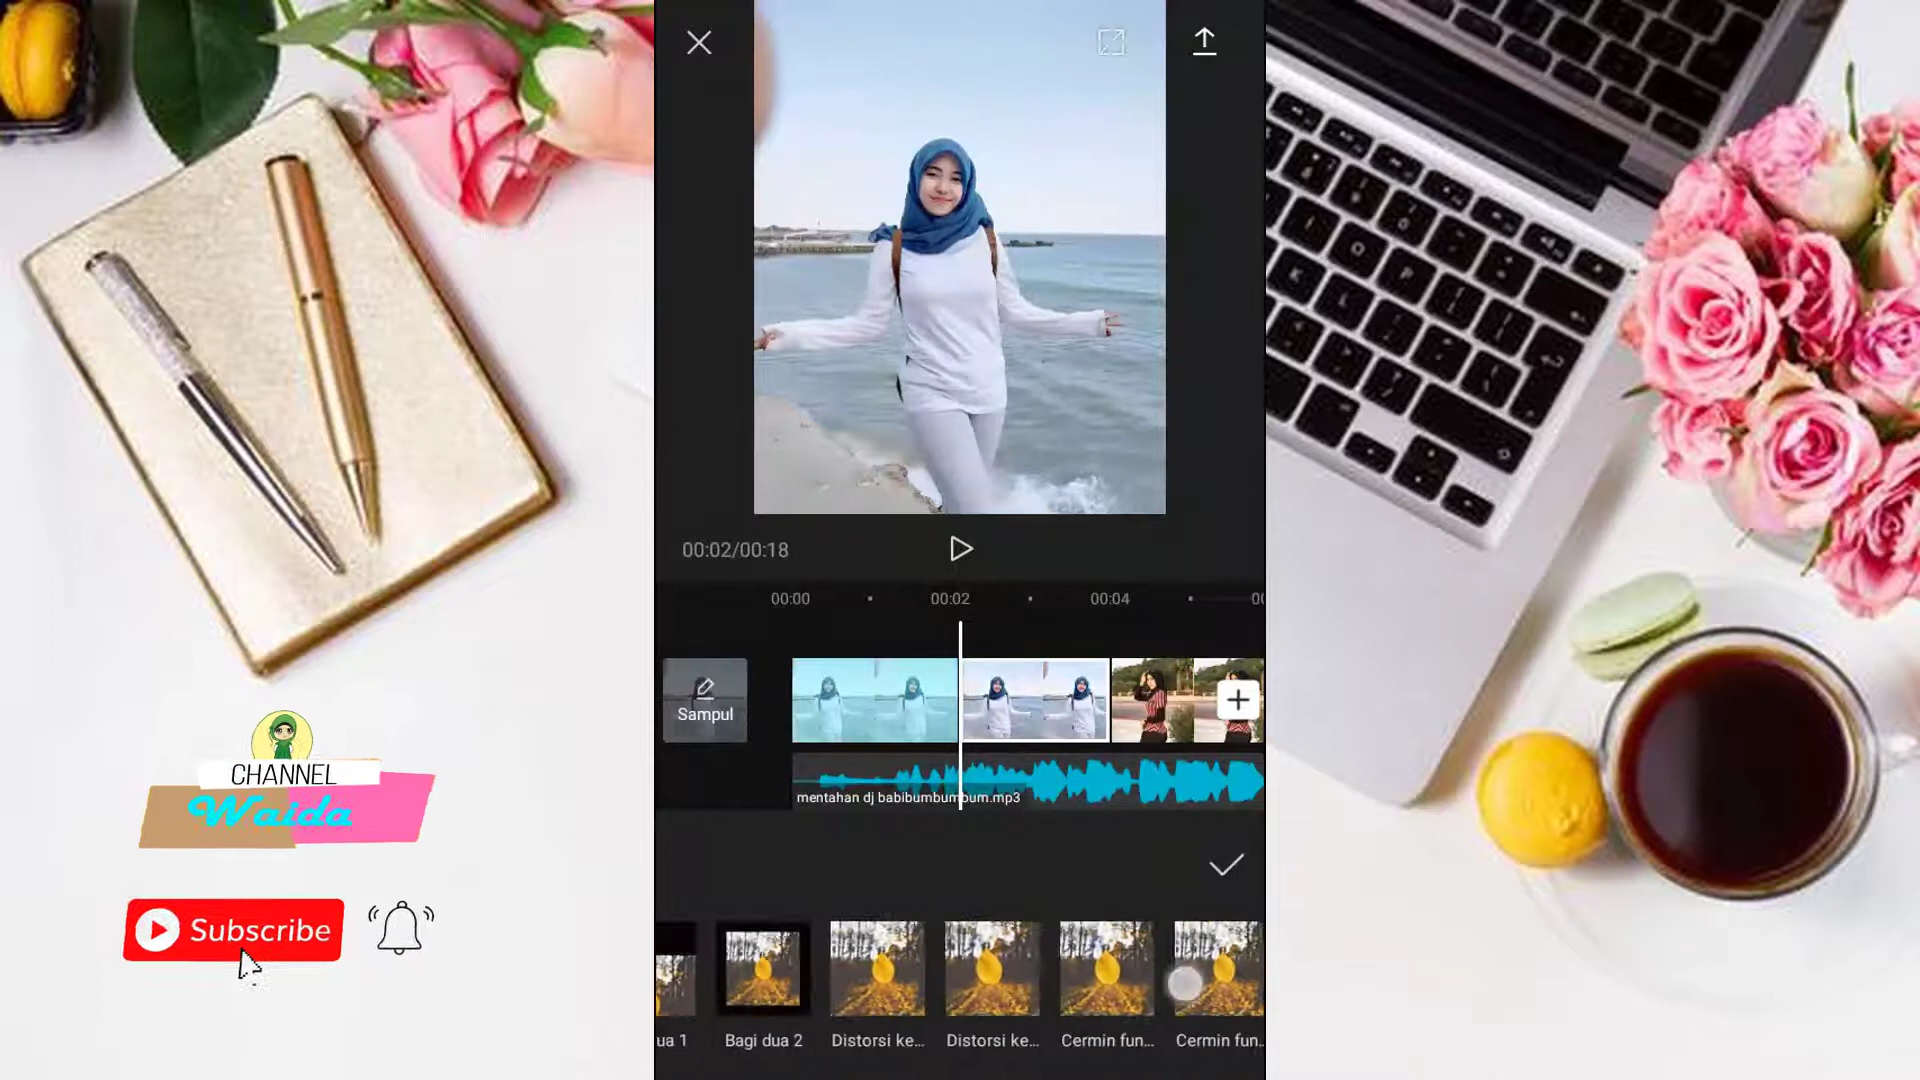 00:02/00:18
00:00
00:02
00:04
Sampul
mentahan dj babibumbumbum.mp3
CHANNEL
Waida
Subscribe
ua 1
Bagi dua 2
Distorsi ke...
Distorsi ke...
Cermin fun...
Cermin fun...